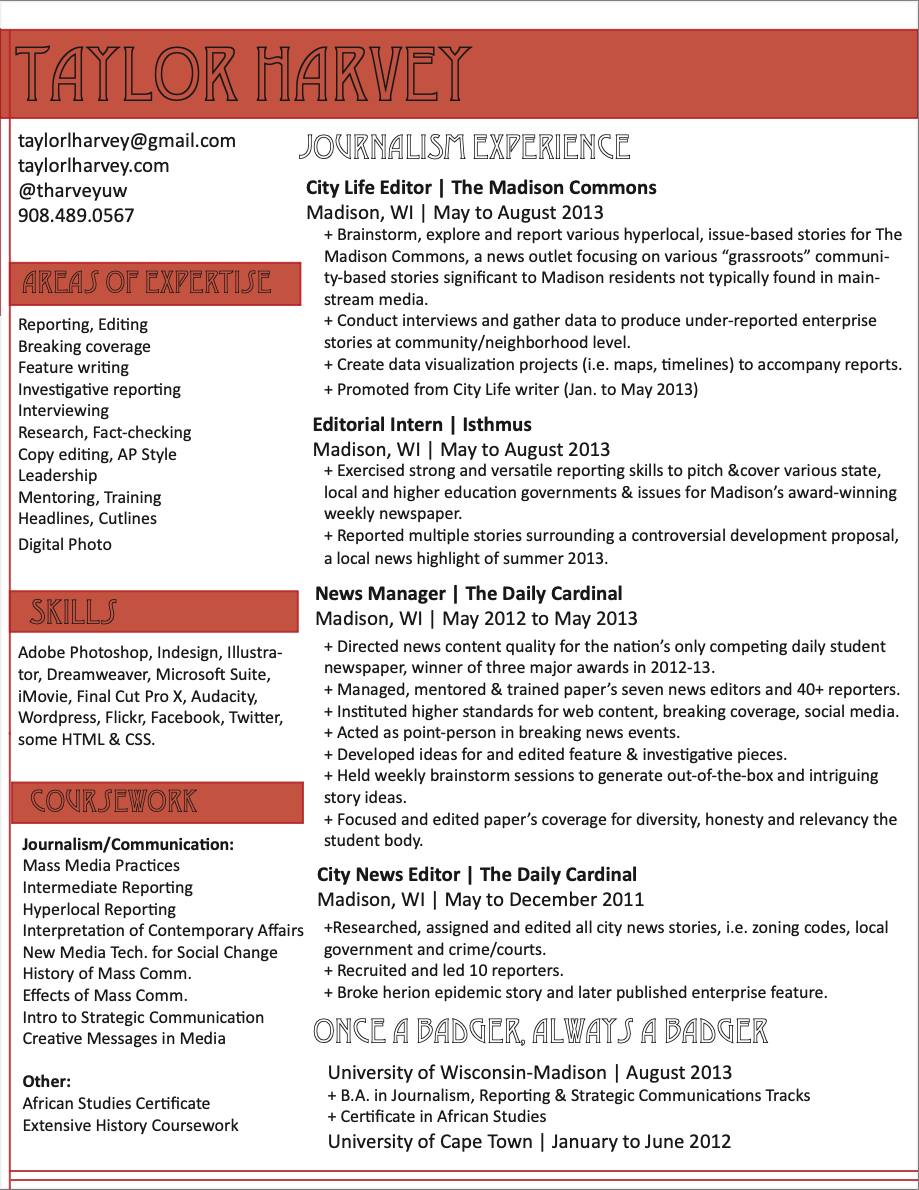 TAYLOR HARVEY
taylorlharvey@gmail.com
taylorlharvey.com
@tharveyuw
908.489.0567
AREAS OF EXPERTISE
Reporting, Editing
Breaking coverage
Feature writing
Investigative reporting
Interviewing
Research, Fact-checking
Copy editing, AP Style
Leadership
Mentoring, Training
Headlines, Cutlines
Digital Photo
SKILLS
Adobe Photoshop, Indesign, Illustra-
tor, Dreamweaver, Microsoft Suite,
iMovie, Final Cut Pro X, Audacity,
Wordpress, Flickr, Facebook, Twitter,
some HTML & CSS.
COURSEWORK
Journalism/Communication:
Mass Media Practices
Intermediate Reporting
Hyperlocal Reporting
Interpretation of Contemporary Affairs
New Media Tech. for Social Change
History of Mass Comm.
Effects of Mass Comm.
Intro to Strategic Communication
Creative Messages in Media
Other:
African Studies Certificate
Extensive History Coursework
JOURNALISM EXPERIENCE
City Life Editor | The Madison Commons
Madison, WI | May to August 2013
+ Brainstorm, explore and report various hyperlocal, issue-based stories for The
Madison Commons, a news outlet focusing on various “grassroots” communi-
ty-based stories significant to Madison residents not typically found in main-
stream media.
+ Conduct interviews and gather data to produce under-reported enterprise
stories at community/neighborhood level.
+ Create data visualization projects (i.e. maps, timelines) to accompany reports.
+ Promoted from City Life writer (Jan. to May 2013)
Editorial Intern | Isthmus
Madison, WI | May to August 2013
+ Exercised strong and versatile reporting skills to pitch &cover various state,
local and higher education governments & issues for Madison’s award-winning
weekly newspaper.
+ Reported multiple stories surrounding a controversial development proposal,
a local news highlight of summer 2013.
News Manager | The Daily Cardinal
Madison, WI | May 2012 to May 2013
+ Directed news content quality for the nation’s only competing daily student
newspaper, winner of three major awards in 2012-13.
+ Managed, mentored & trained paper’s seven news editors and 40+ reporters.
+ Instituted higher standards for web content, breaking coverage, social media.
+ Acted as point-person in breaking news events.
+ Developed ideas for and edited feature & investigative pieces.
+ Held weekly brainstorm sessions to generate out-of-the-box and intriguing
story ideas.
+ Focused and edited paper’s coverage for diversity, honesty and relevancy the
student body.
City News Editor | The Daily Cardinal
Madison, WI | May to December 2011
+Researched, assigned and edited all city news stories, i.e. zoning codes, local
government and crime/courts.
+ Recruited and led 10 reporters.
+ Broke herion epidemic story and later published enterprise feature.
ONCE A BADGER, ALWAYS A BADGER
University of Wisconsin-Madison | August 2013
+ B.A. in Journalism, Reporting & Strategic Communications Tracks
+ Certificate in African Studies
University of Cape Town | January to June 2012